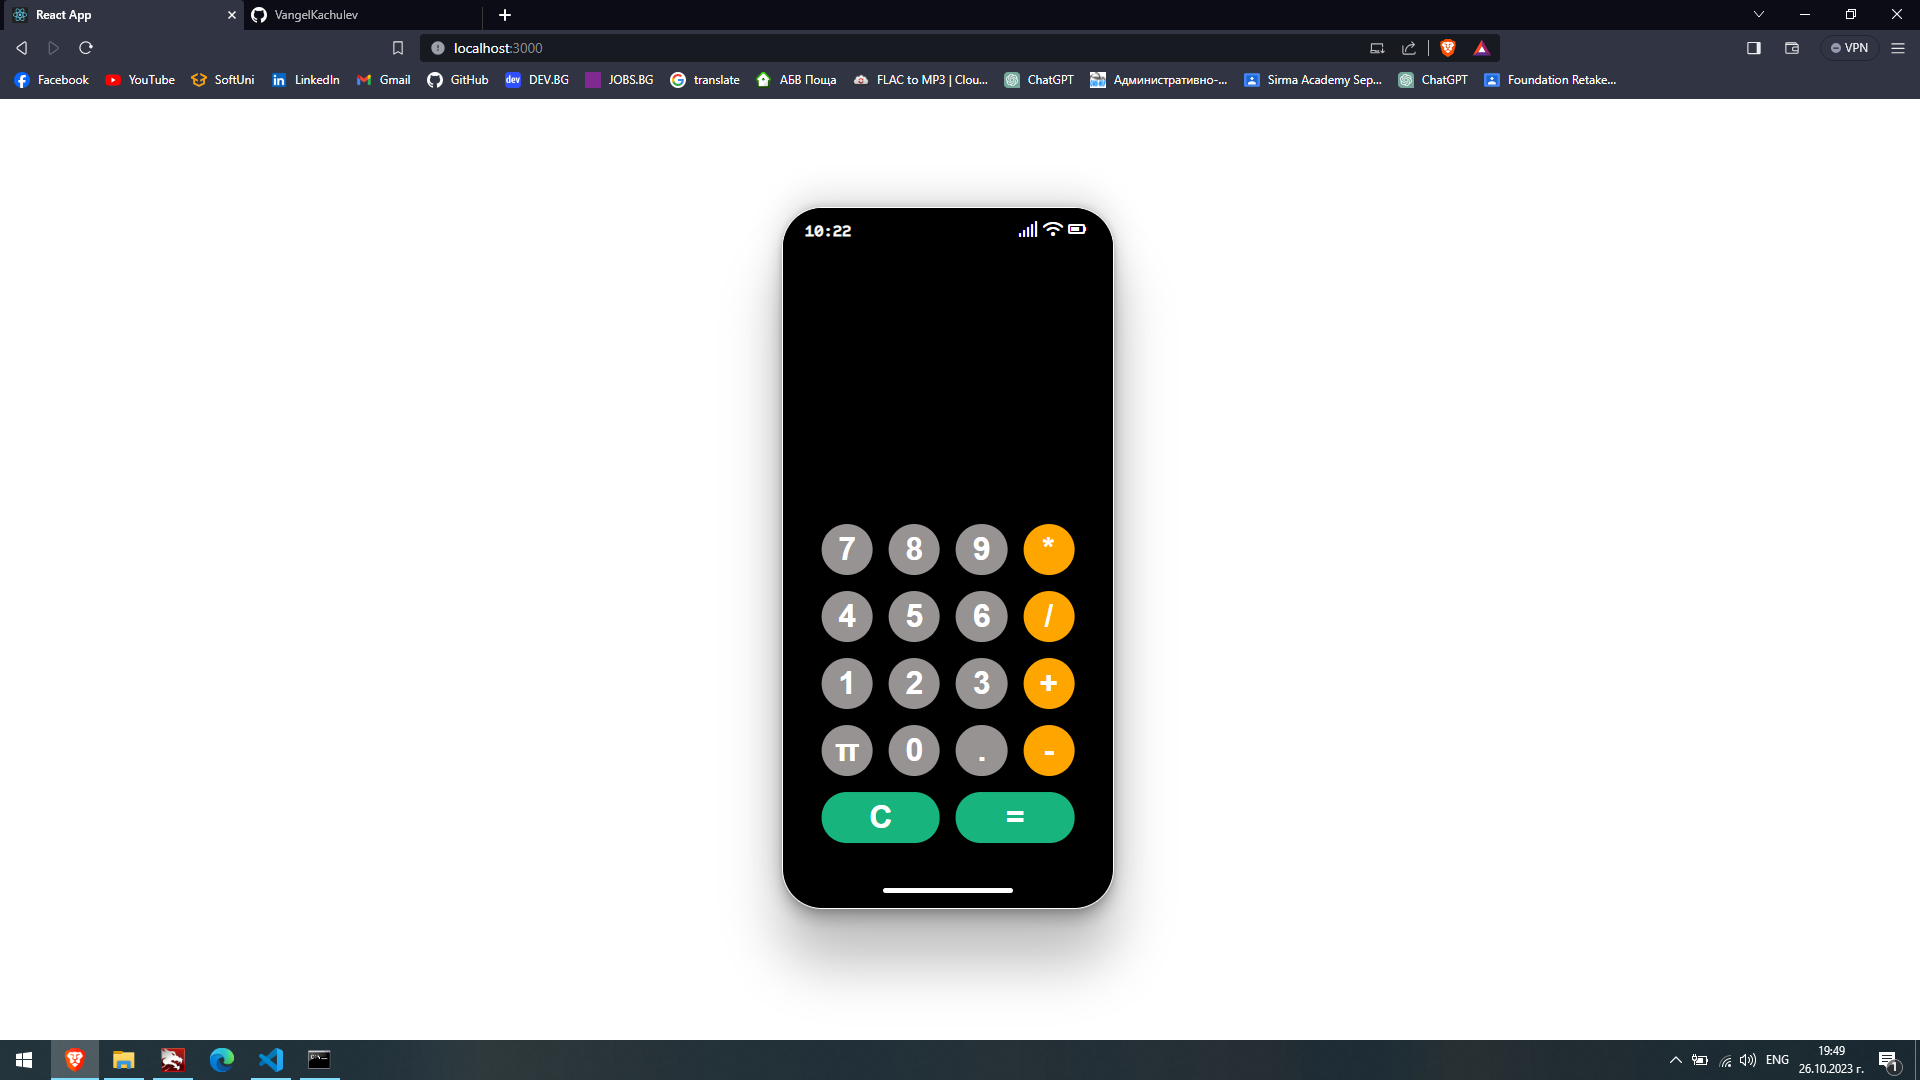 React App
VangelKachulev
localhost:3000
VPN
Facebook
YouTube
SoftUni
LinkedIn
Gmail
GitHub
dev DEV.BG
JOBS.BG
translate
АБВ Поща
FLAC to MP3 | Clou...
ChatGPT
Административно-...
Sirma Academy Sep...
ChatGPT
Foundation Retake...
10:22
7 8 9 *
4 5 6 /
1 2 3 +
π 0 . -
C =
ENG
19:49
26.10.2023 г.
1